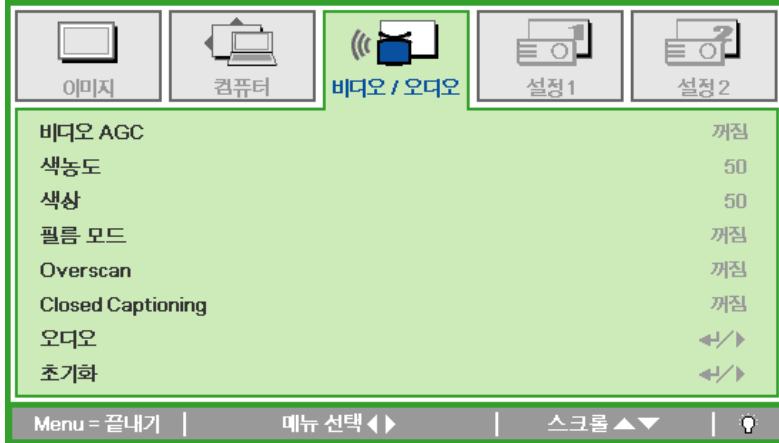 이미지 컴퓨터 비디오 / 오디오 설정 1 설정 2
비디오 AGC 꺼짐
색농도 50
색상 50
필름 모드 꺼짐
Overscan 꺼짐
Closed Captioning 꺼짐
오디오
초기화
Menu = 끝내기 메뉴 선택 스크롤